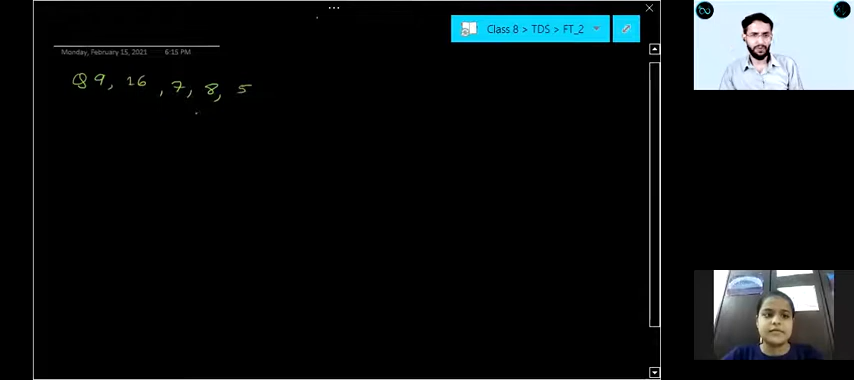 Class 8 > TDS > FT_2
Monday, February 15, 2021 6:15 PM
Q 9, 16, 7, 8, 5